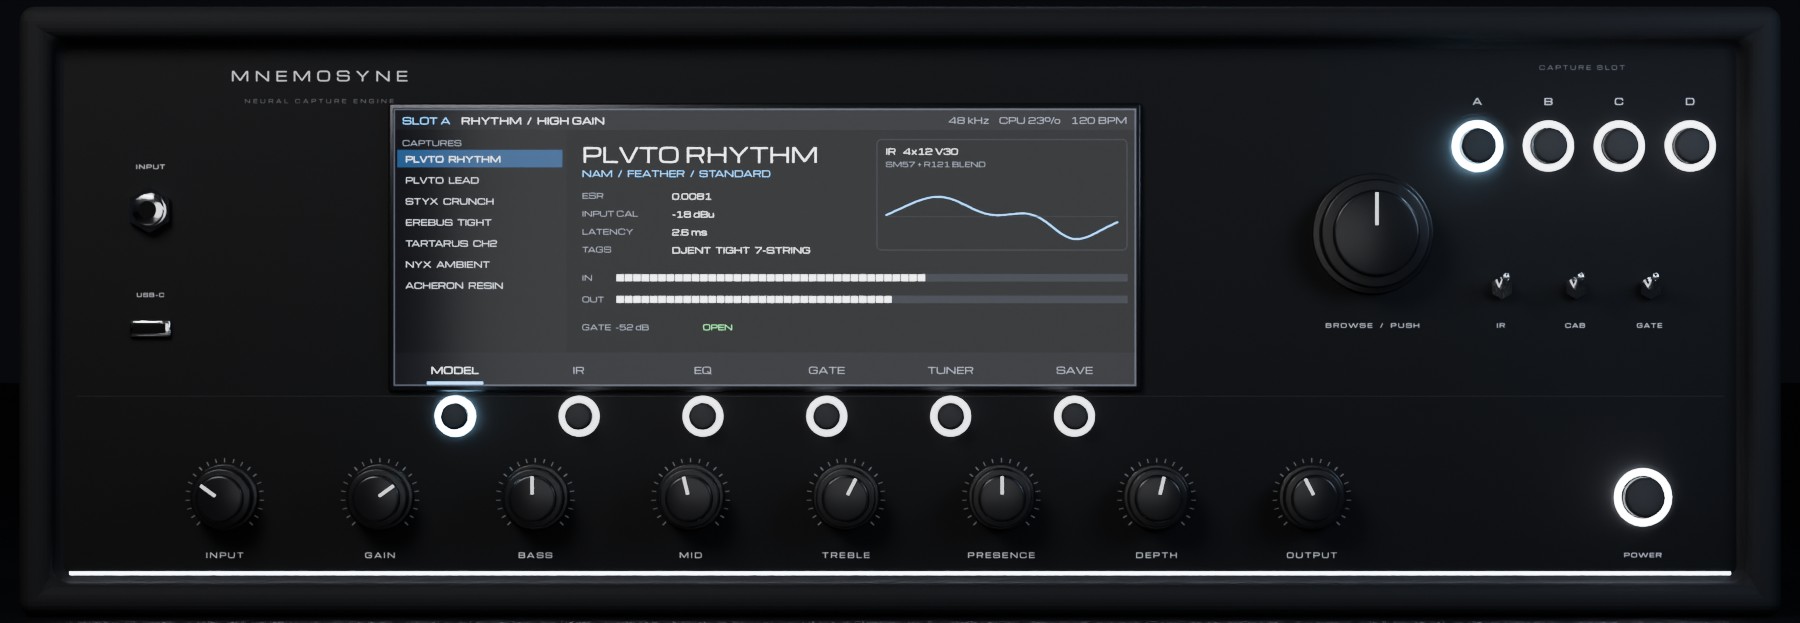 MNEMOSYNE
NEURAL CAPTURE ENGINE
CAPTURE SLOT
A B C D
INPUT
USB-C
SLOT A RHYTHM / HIGH GAIN 48 kHz CPU 23% 120 BPM
CAPTURES
PLVTO RHYTHM
PLVTO LEAD
STYX CRUNCH
EREBUS TIGHT
TARTARUS CH2
NYX AMBIENT
ACHERON RESIN
PLVTO RHYTHM
NAM / FEATHER / STANDARD
ESR 0.0081
INPUT CAL -18 dBu
LATENCY 2.6 ms
TAGS DJENT TIGHT 7-STRING
IR 4x12 V30
SM57 + R121 BLEND
IN
OUT
GATE -52 dB OPEN
MODEL IR EQ GATE TUNER SAVE
BROWSE / PUSH
IR CAB GATE
INPUT GAIN BASS MID TREBLE PRESENCE DEPTH OUTPUT POWER